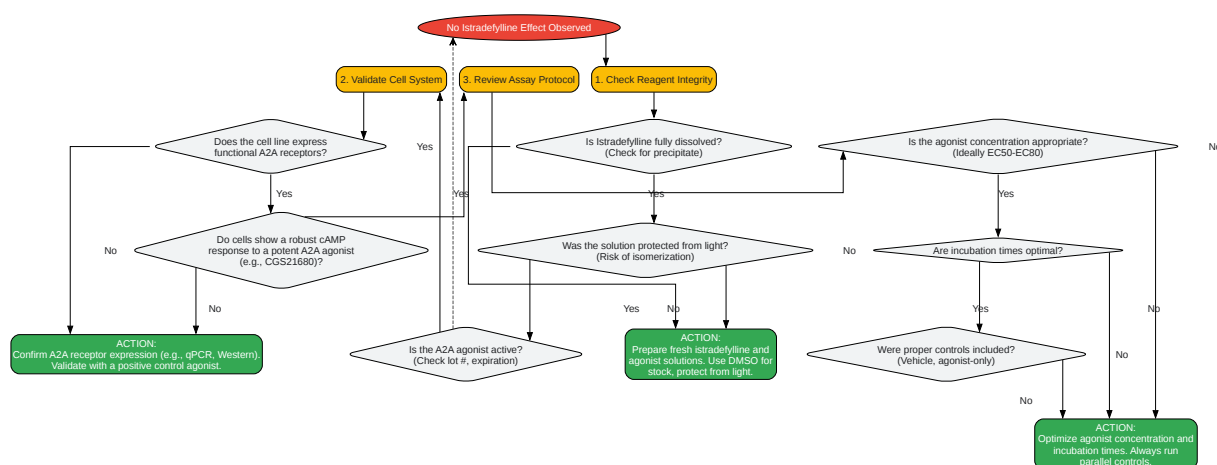 No Istradefylline Effect Observed
2. Validate Cell System
3. Review Assay Protocol
1. Check Reagent Integrity
Does the cell line express
functional A2A receptors?
Yes
Is Istradefylline fully dissolved?
(Check for precipitate)
Is the agonist concentration appropriate?
(Ideally EC50-EC80)
No
Yes
Yes
Yes
Yes
No
Do cells show a robust cAMP
response to a potent A2A agonist
(e.g., CGS21680)?
Was the solution protected from light?
(Risk of isomerization)
No
Are incubation times optimal?
No
Yes
No
Yes
No
ACTION:
Confirm A2A receptor expression (e.g., qPCR, Western).
Validate with a positive control agonist.
Is the A2A agonist active?
(Check lot #, expiration)
ACTION:
Prepare fresh istradefylline and
agonist solutions. Use DMSO for
stock, protect from light.
Were proper controls included?
(Vehicle, agonist-only)
No
No
ACTION:
Optimize agonist concentration and
incubation times. Always run
parallel controls.